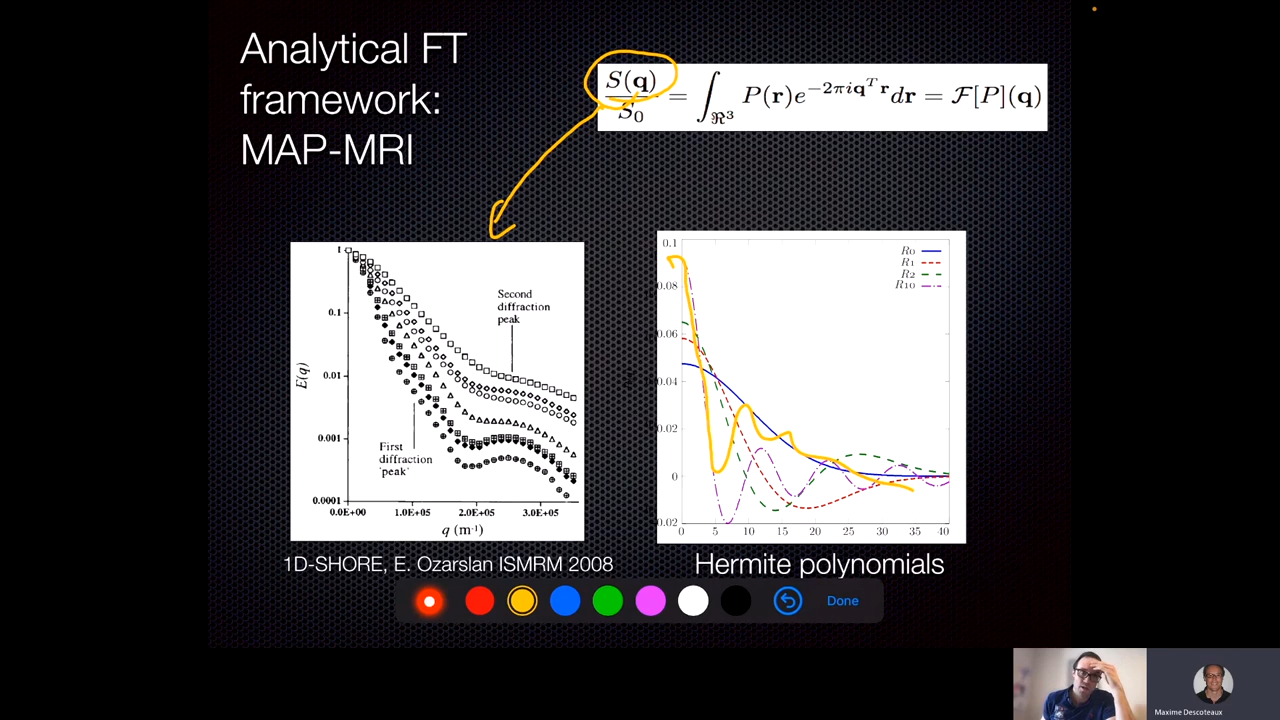 Analytical FT
framework:
MAP-MRI
S(q)
S0
= ∫ℜ³ P(r)e^{-2πiq^T r}dr = ℱ[P](q)
1
0.1
0.01
0.001
0.0001
E(q)
Second
diffraction
peak
First
diffraction
'peak'
0.0E+00 1.0E+05 2.0E+05 3.0E+05
q (m⁻¹)
0.1
0.08
0.06
0.04
0.02
0
0.02
R0
R1
R2
R10
0 5 10 15 20 25 30 35 40
1D-SHORE, E. Ozarslan ISMRM 2008
Hermite polynomials
Done
Maxime Descoteaux